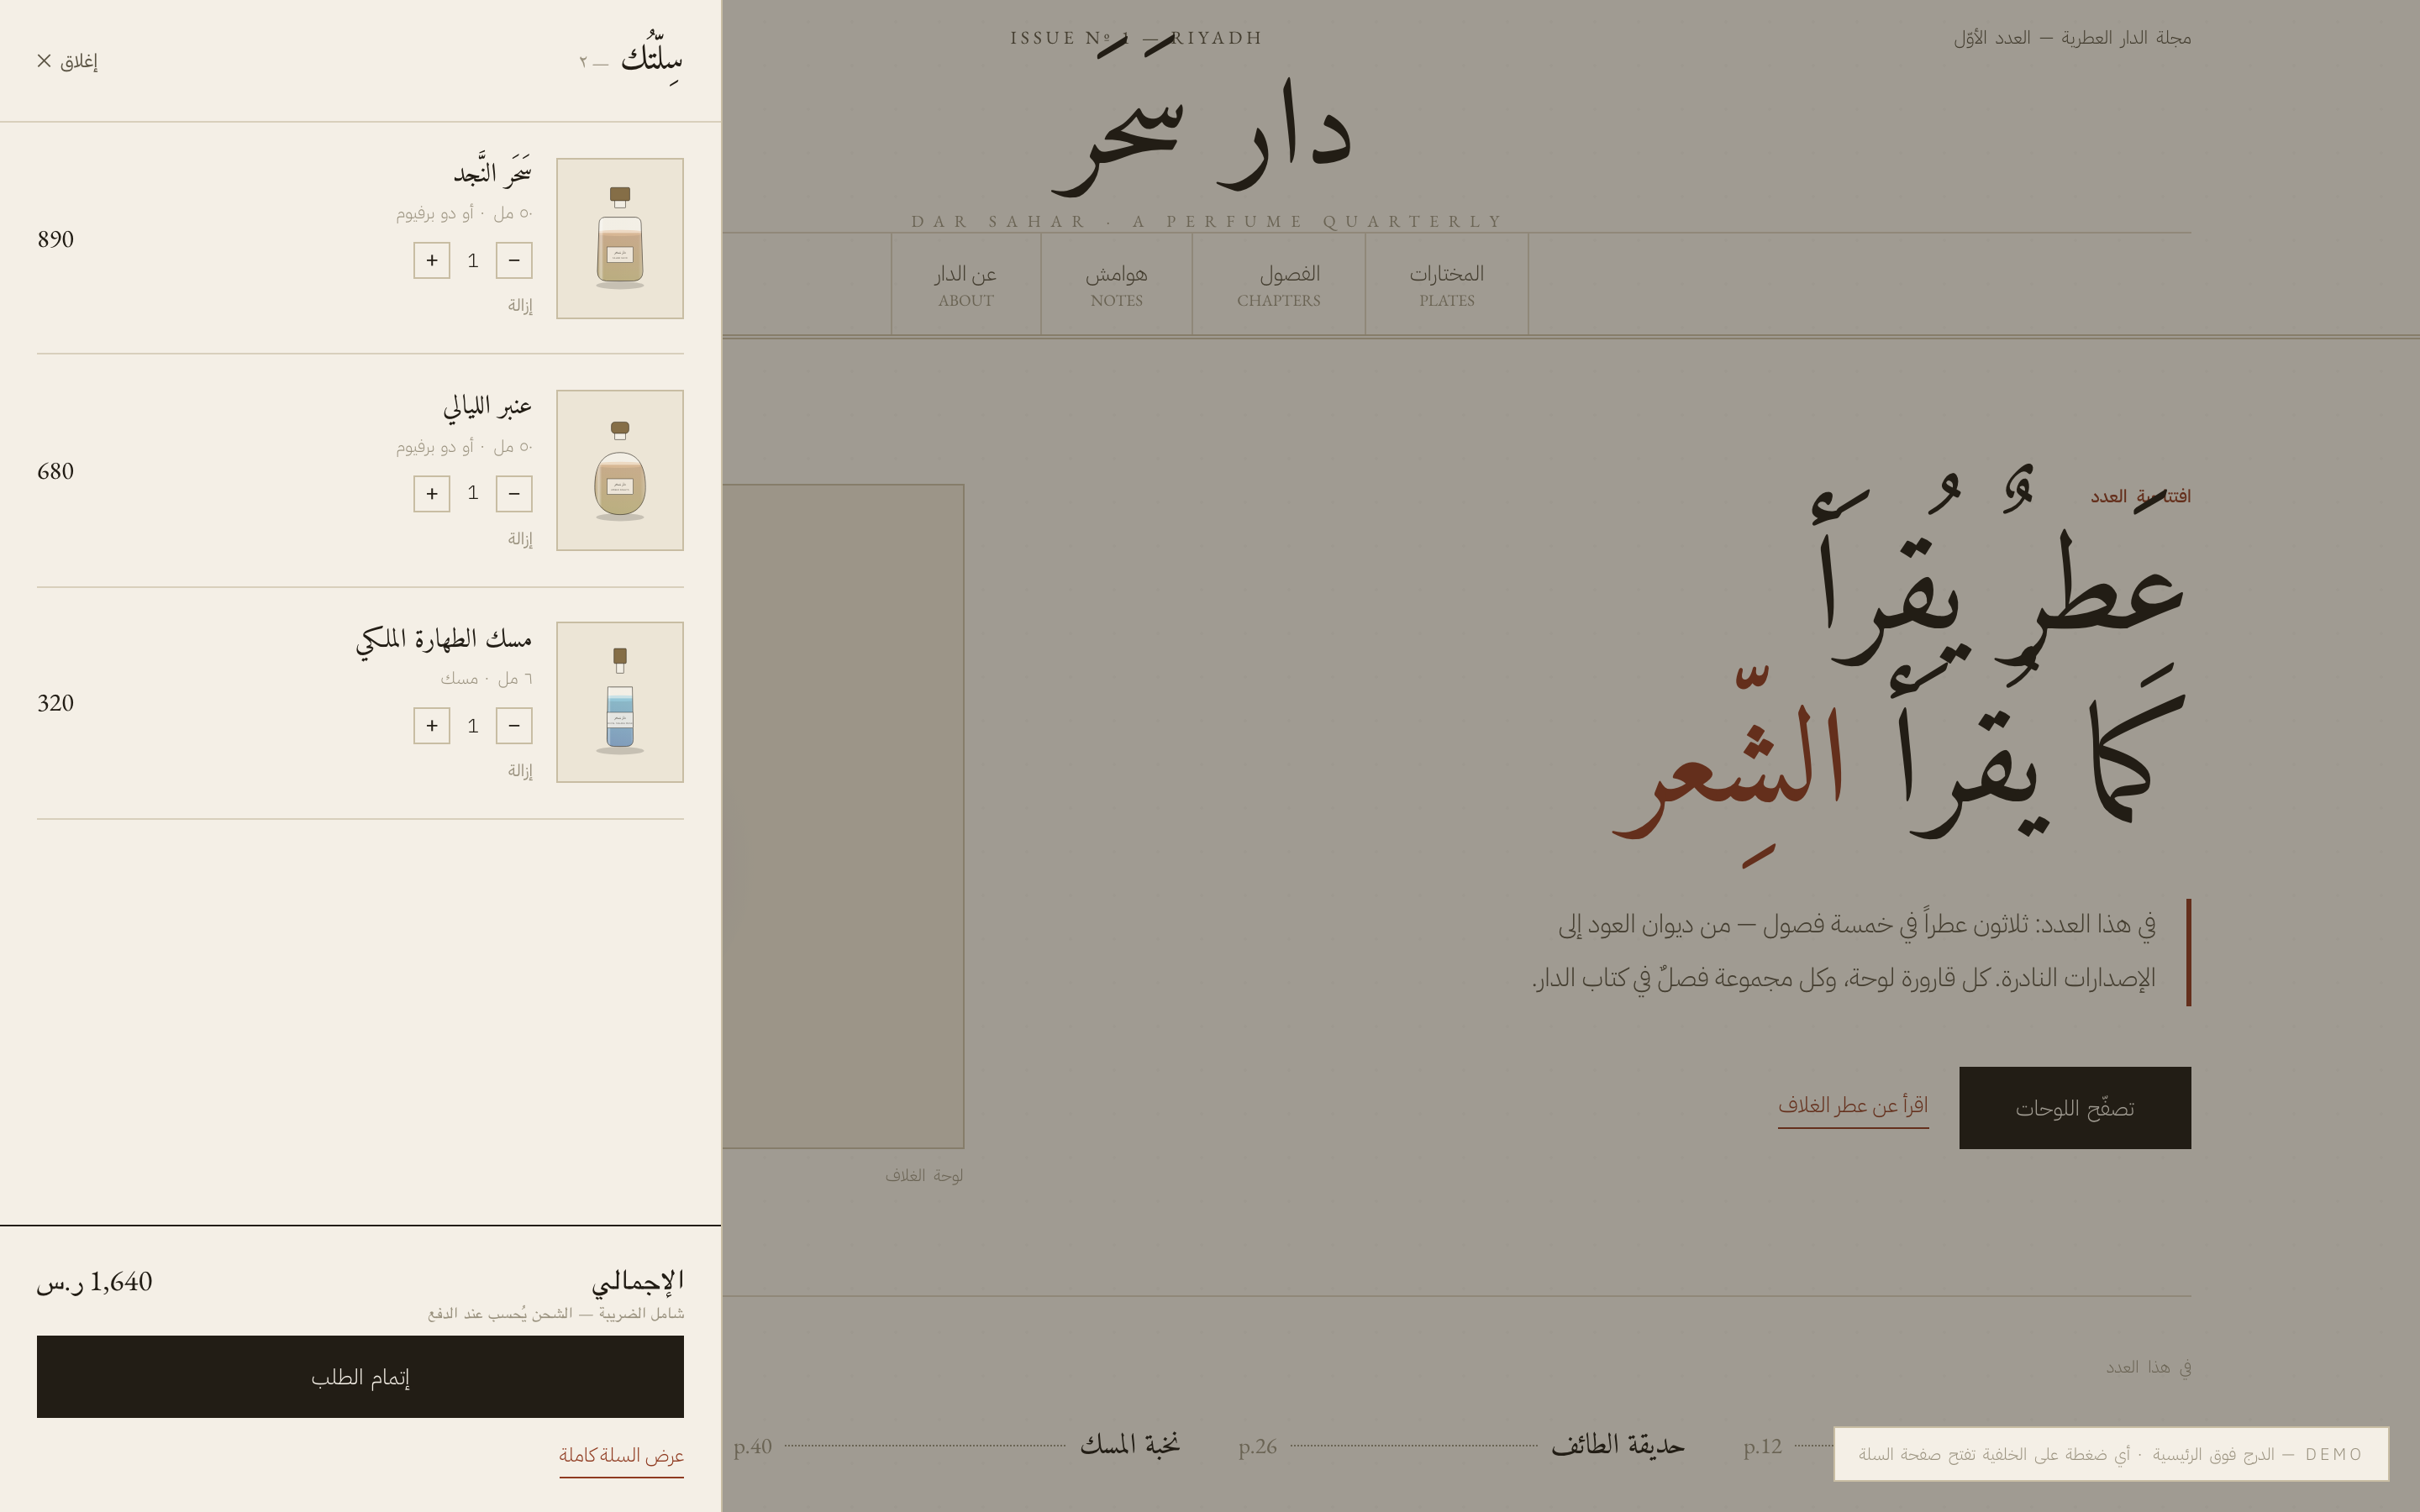 مجلة الدار العطرية — العدد الأوّل
ISSUE Nº 1 — RIYADH
دار سَحَر
DAR SAHAR · A PERFUME QUARTERLY
المختارات
PLATES
الفصول
CHAPTERS
هوامش
NOTES
عن الدار
ABOUT
افتتاحية العدد
عَطرٌ يُقرَأ
كَما يُقرَأ الشِّعر
في هذا العدد: ثلاثون عطراً في خمسة فصول — من ديوان العود إلى
الإصدارات النادرة. كل قارورة لوحة، وكل مجموعة فصلٌ في كتاب الدار.
تصفّح اللوحات
اقرأ عن عطر الغلاف
لوحة الغلاف
في هذا العدد
p.12
حديقة الطائف
p.26
نخبة المسك
p.40
DEMO — الدرج فوق الرئيسية · أي ضغطة على الخلفية تفتح صفحة السلة
سِلّتُك — ٢
إغلاق ×
سَحَر النَّجد
٥٠ مل · أو دو برفيوم
− 1 +
إزالة
890
عنبر الليالي
٥٠ مل · أو دو برفيوم
− 1 +
إزالة
680
مسك الطهارة الملكي
٦ مل · مسك
− 1 +
إزالة
320
الإجمالي
1,640 ر.س
شامل الضريبة — الشحن يُحسب عند الدفع
إتمام الطلب
عرض السلة كاملة